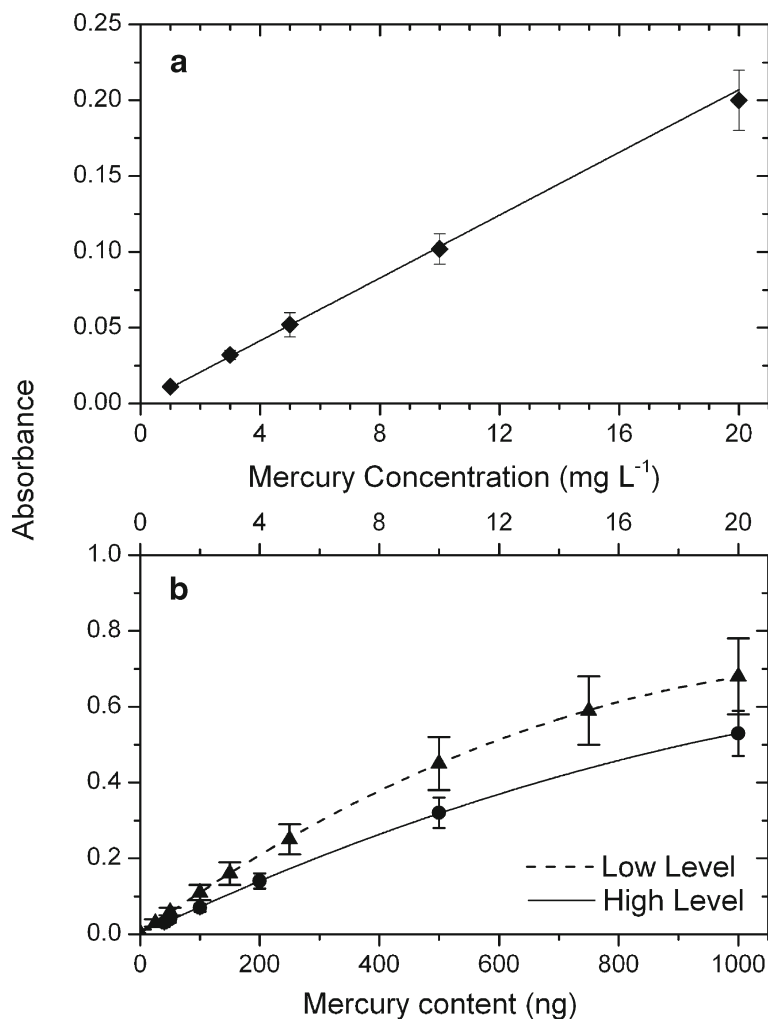 a
0.25
0.20
0.15
0.10
0.05
0.00
0 4 8 12 16 20
Mercury Concentration (mg L⁻¹)
Absorbance
0 4 8 12 16 20
b
1.0
0.8
0.6
0.4
0.2
0.0
Low Level
High Level
0 200 400 600 800 1000
Mercury content (ng)